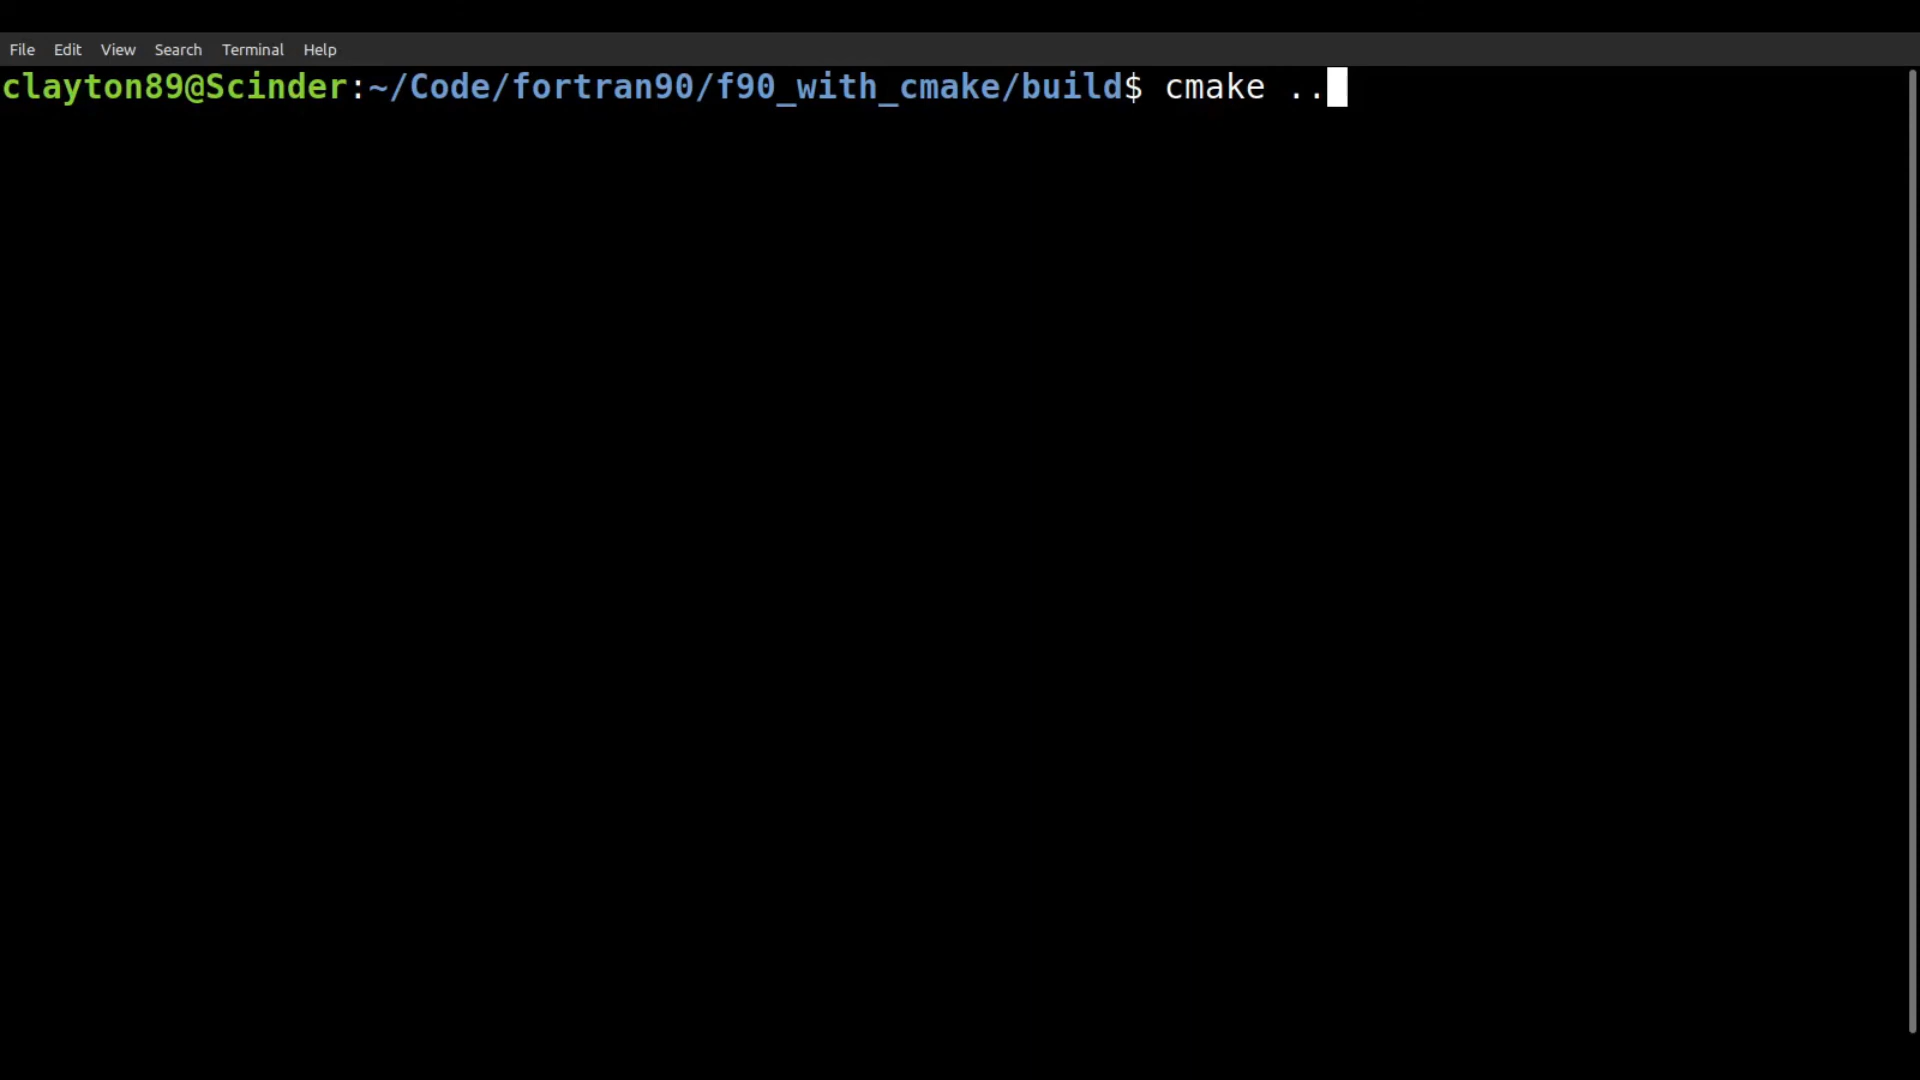 File Edit View Search Terminal Help
clayton89@Scinder:~/Code/fortran90/f90_with_cmake/build$ cmake ..